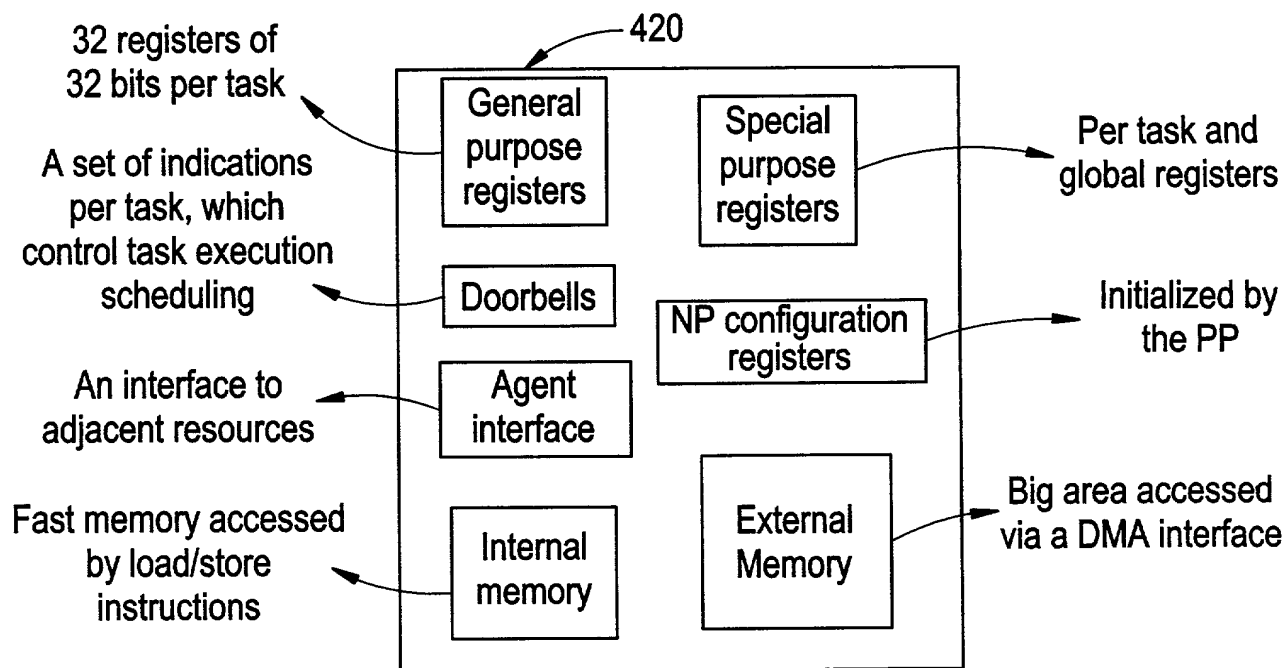 420
32 registers of
32 bits per task
General
purpose
registers
Special
purpose
registers
Per task and
global registers
A set of indications
per task, which
control task execution
scheduling
Doorbells
NP configuration
registers
Initialized by
the PP
An interface to
adjacent resources
Agent
interface
Fast memory accessed
by load/store
instructions
Internal
memory
External
Memory
Big area accessed
via a DMA interface